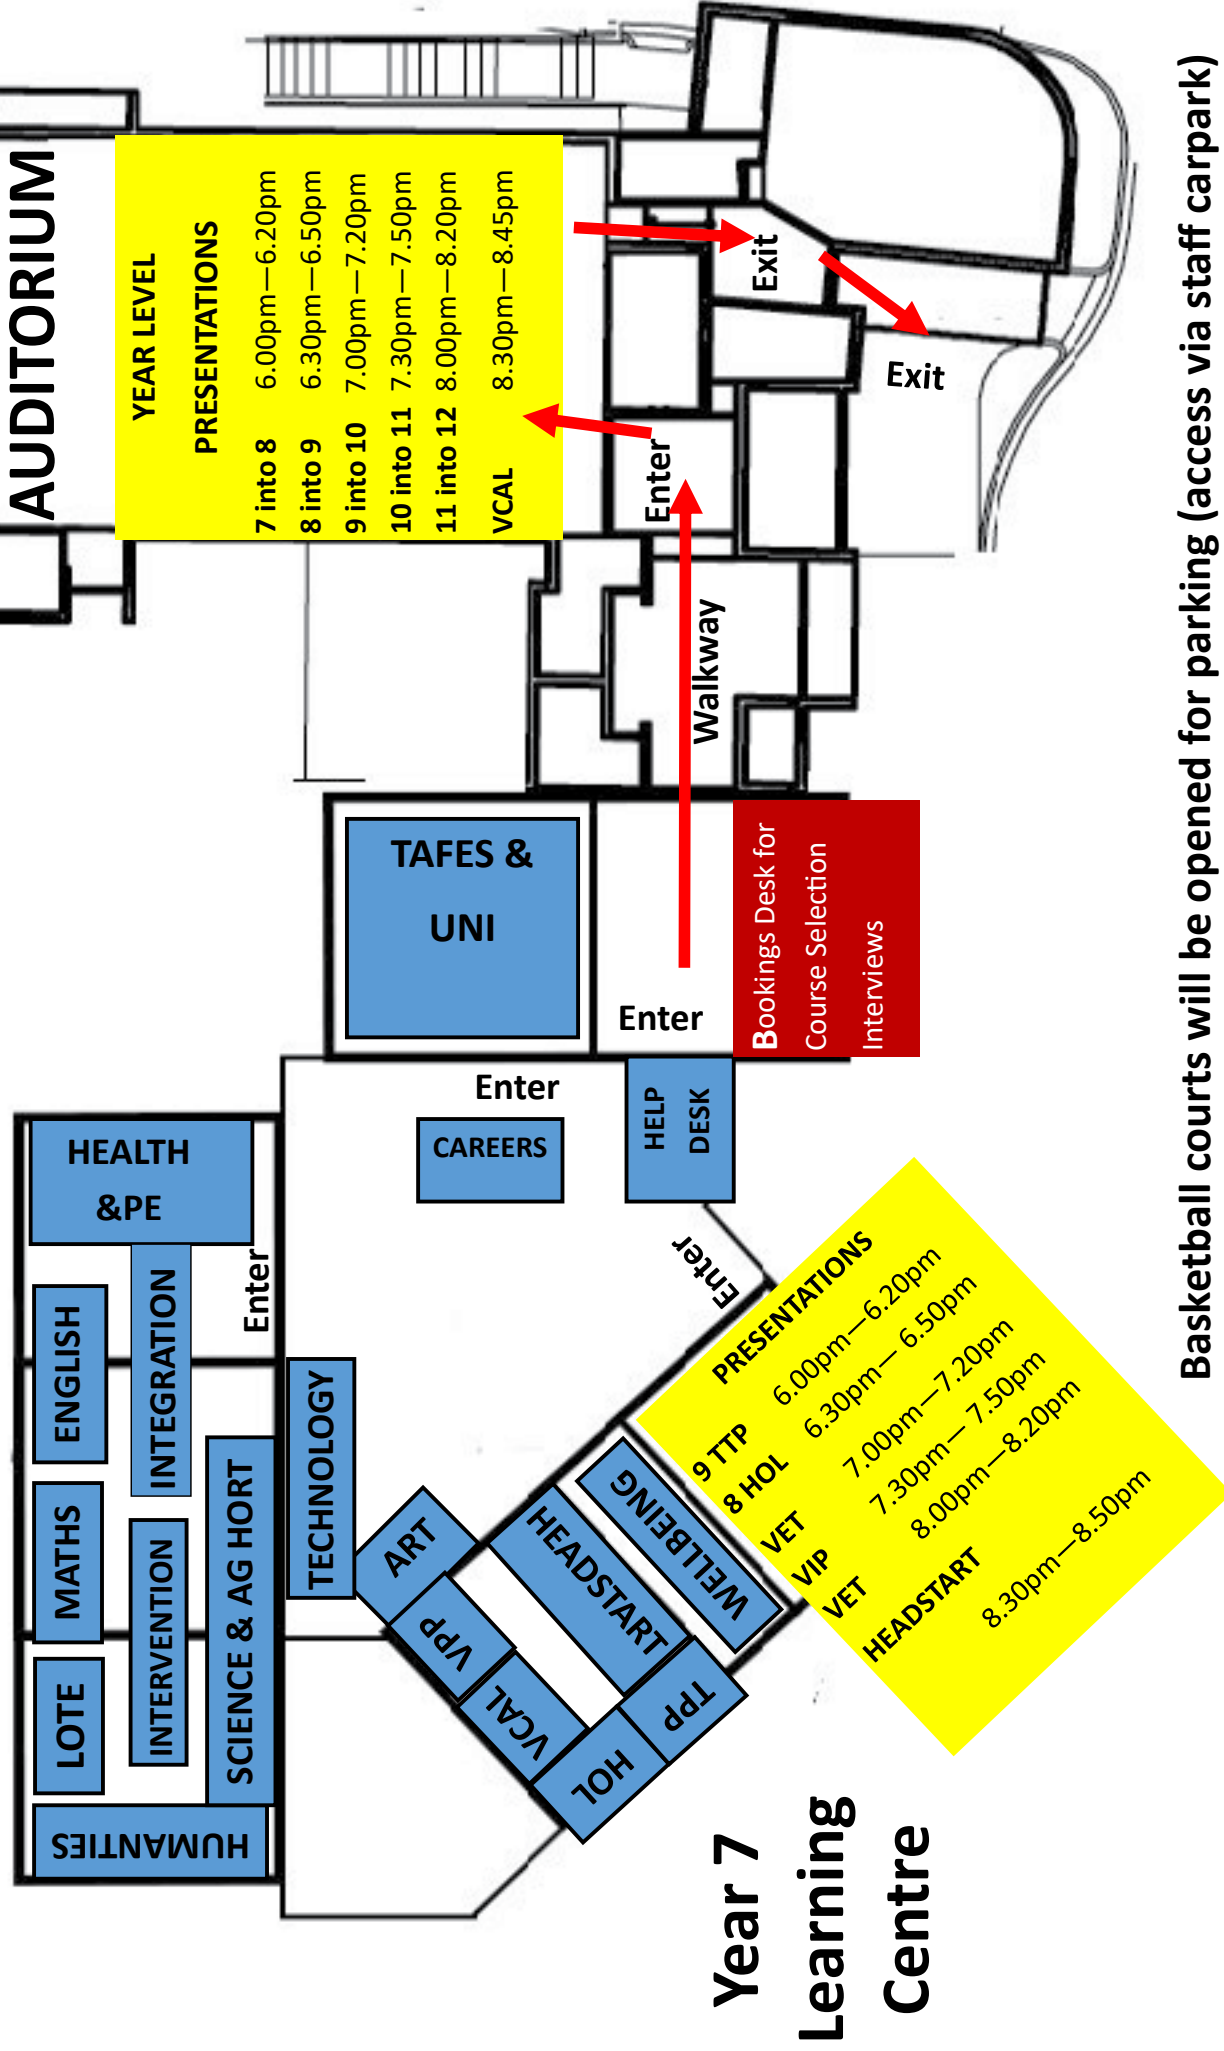 AUDITORIUM
YEAR LEVEL
PRESENTATIONS
7 into 8 6.00pm—6.20pm
8 into 9 6.30pm—6.50pm
9 into 10 7.00pm—7.20pm
10 into 11 7.30pm—7.50pm
11 into 12 8.00pm—8.20pm
VCAL 8.30pm—8.45pm
Exit
Exit
Enter
Walkway
TAFES &
UNI
Enter
Bookings Desk for
Course Selection
Interviews
Enter
CAREERS
HELP
DESK
HEALTH
&PE
Enter
ENGLISH
INTEGRATION
MATHS
INTERVENTION
SCIENCE & AG HORT
LOTE
HUMANITIES
TECHNOLOGY
ART
VPP
VCAL
HOL
TPP
HEADSTART
WELLBEING
Enter
PRESENTATIONS
9 TTP 6.00pm—6.20pm
8 HOL 6.30pm— 6.50pm
VET 7.00pm—7.20pm
VIP 7.30pm— 7.50pm
VET 8.00pm—8.20pm
HEADSTART
8.30pm—8.50pm
Year 7
Learning
Centre
Basketball courts will be opened for parking (access via staff carpark)